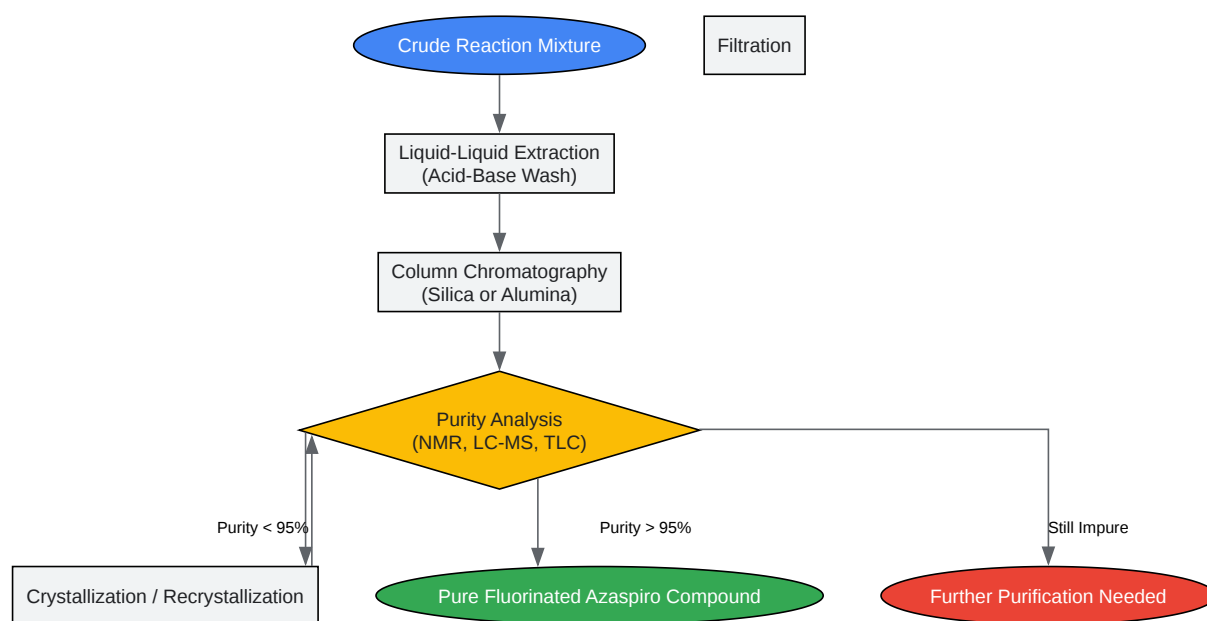 Crude Reaction Mixture
Filtration
Liquid-Liquid Extraction
(Acid-Base Wash)
Column Chromatography
(Silica or Alumina)
Purity Analysis
(NMR, LC-MS, TLC)
Purity < 95%
Purity > 95%
Still Impure
Crystallization / Recrystallization
Pure Fluorinated Azaspiro Compound
Further Purification Needed